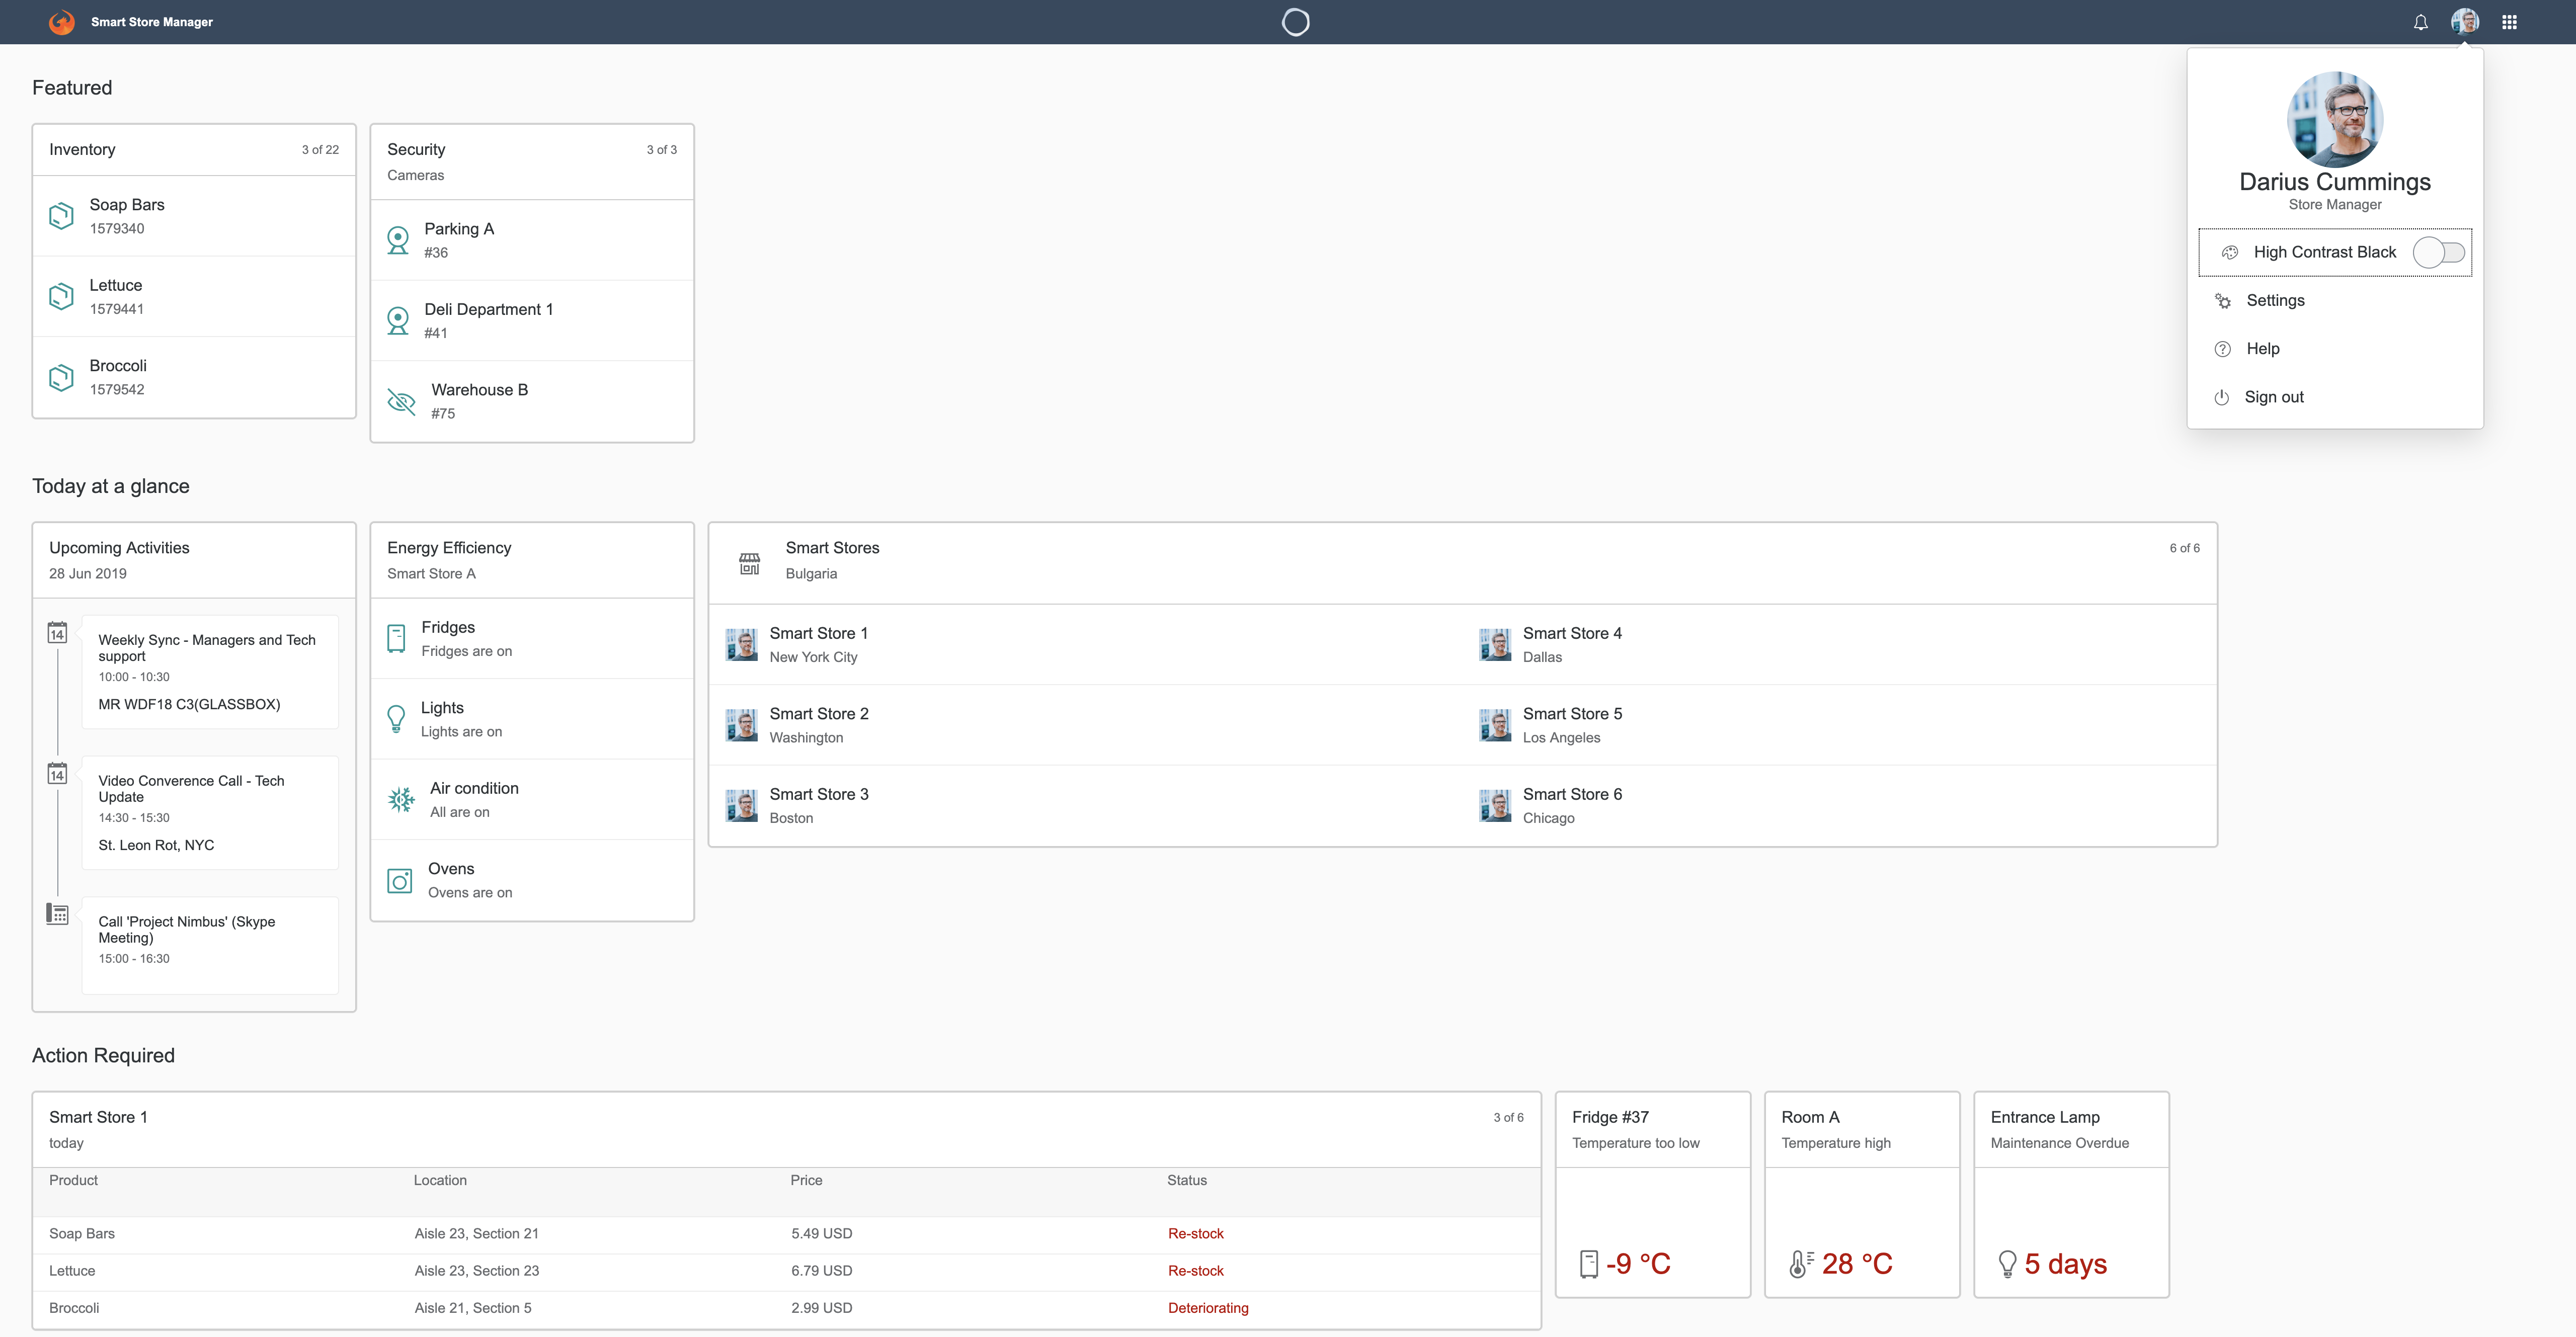 Smart Store Manager
Featured
Inventory
3 of 22
Soap Bars
1579340
Lettuce
1579441
Broccoli
1579542
Security
3 of 3
Cameras
Parking A
#36
Deli Department 1
#41
Warehouse B
#75
Darius Cummings
Store Manager
High Contrast Black
Settings
Help
Sign out
Today at a glance
Upcoming Activities
28 Jun 2019
14
Weekly Sync - Managers and Tech
support
10:00 - 10:30
MR WDF18 C3(GLASSBOX)
14
Video Converence Call - Tech
Update
14:30 - 15:30
St. Leon Rot, NYC
Call 'Project Nimbus' (Skype
Meeting)
15:00 - 16:30
Energy Efficiency
Smart Store A
Fridges
Fridges are on
Lights
Lights are on
Air condition
All are on
Ovens
Ovens are on
Smart Stores
6 of 6
Bulgaria
Smart Store 1
New York City
Smart Store 2
Washington
Smart Store 3
Boston
Smart Store 4
Dallas
Smart Store 5
Los Angeles
Smart Store 6
Chicago
Action Required
Smart Store 1
3 of 6
today
Product Location Price Status
Soap Bars Aisle 23, Section 21 5.49 USD Re-stock
Lettuce Aisle 23, Section 23 6.79 USD Re-stock
Broccoli Aisle 21, Section 5 2.99 USD Deteriorating
Fridge #37
Temperature too low
-9 °C
Room A
Temperature high
28 °C
Entrance Lamp
Maintenance Overdue
5 days